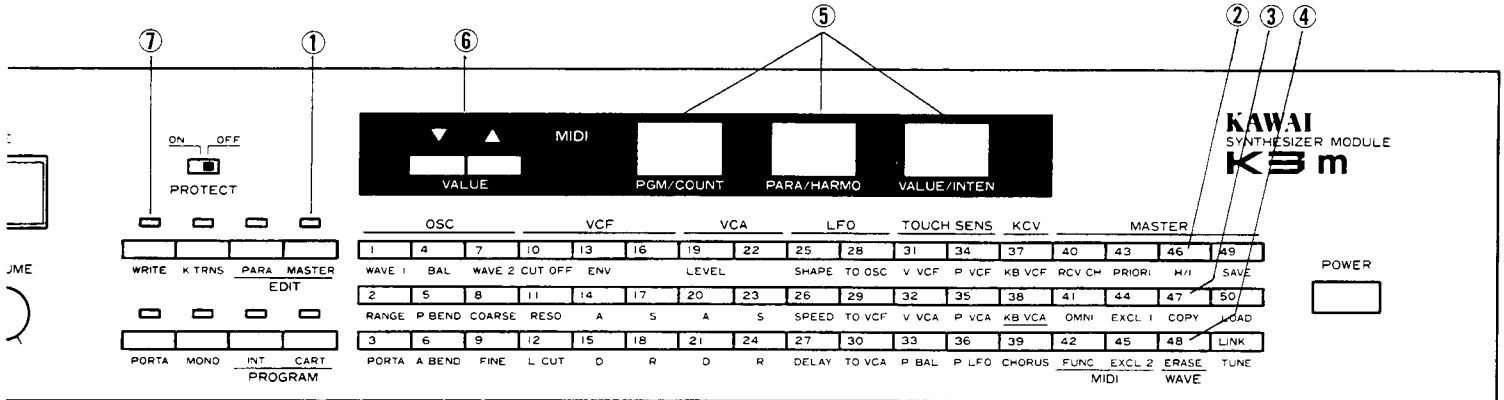 ⑦ ① ⑥ ⑤ ② ③ ④
ON OFF
PROTECT
▼ ▲ MIDI
VALUE PGM/COUNT PARA/HARMO VALUE/INTEN
KAWAI
SYNTHESIZER MODULE
K3m
OSC VCF VCA LFO TOUCH SENS KCV MASTER
1 4 7 10 13 16 19 22 25 28 31 34 37 40 43 46 49
WRITE K TRNS PARA MASTER WAVE 1 BAL WAVE 2 CUT OFF ENV LEVEL SHAPE TO OSC V VCF P VCF KB VCF RCV CH PRIORI H/I SAVE
EDIT
UME
POWER
2 5 8 11 14 17 20 23 26 29 32 35 38 41 44 47 50
RANGE P BEND COARSE RESO A S A S SPEED TO VCF V VCA P VCA KB VCA OMNI EXCL 1 COPY LOAD
3 6 9 12 15 18 21 24 27 30 33 36 39 42 45 48 LINK
PORTA MONO INT CART PORTA A BEND FINE L CUT D R D R DELAY TO VCA P BAL P LFO CHORUS FUNC EXCL 2 ERASE TUNE
PROGRAM MIDI WAVE